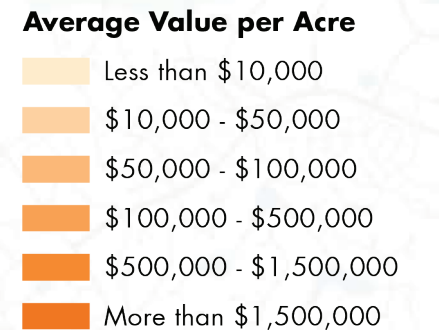 Average Value per Acre
Less than $10,000
$10,000 - $50,000
$50,000 - $100,000
$100,000 - $500,000
$500,000 - $1,500,000
More than $1,500,000